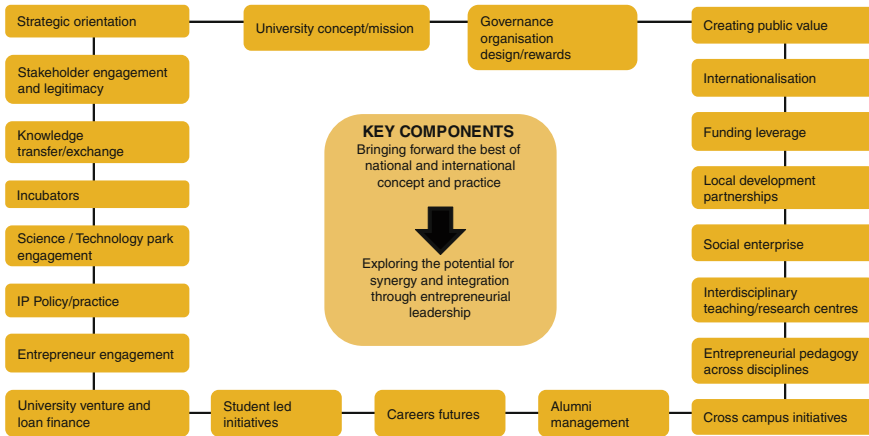 Strategic orientation
University concept/mission
Governance
organisation
design/rewards
Creating public value
Stakeholder engagement
and legitimacy
Internationalisation
Knowledge
transfer/exchange
Funding leverage
Incubators
Local development
partnerships
Science / Technology park
engagement
Social enterprise
IP Policy/practice
Interdisciplinary
teaching/research centres
Entrepreneur engagement
Entrepreneurial pedagogy
across disciplines
University venture and
loan finance
Student led
initiatives
Careers futures
Alumni
management
Cross campus initiatives
KEY COMPONENTS
Bringing forward the best of
national and international
concept and practice
Exploring the potential for
synergy and integration
through entrepreneurial
leadership